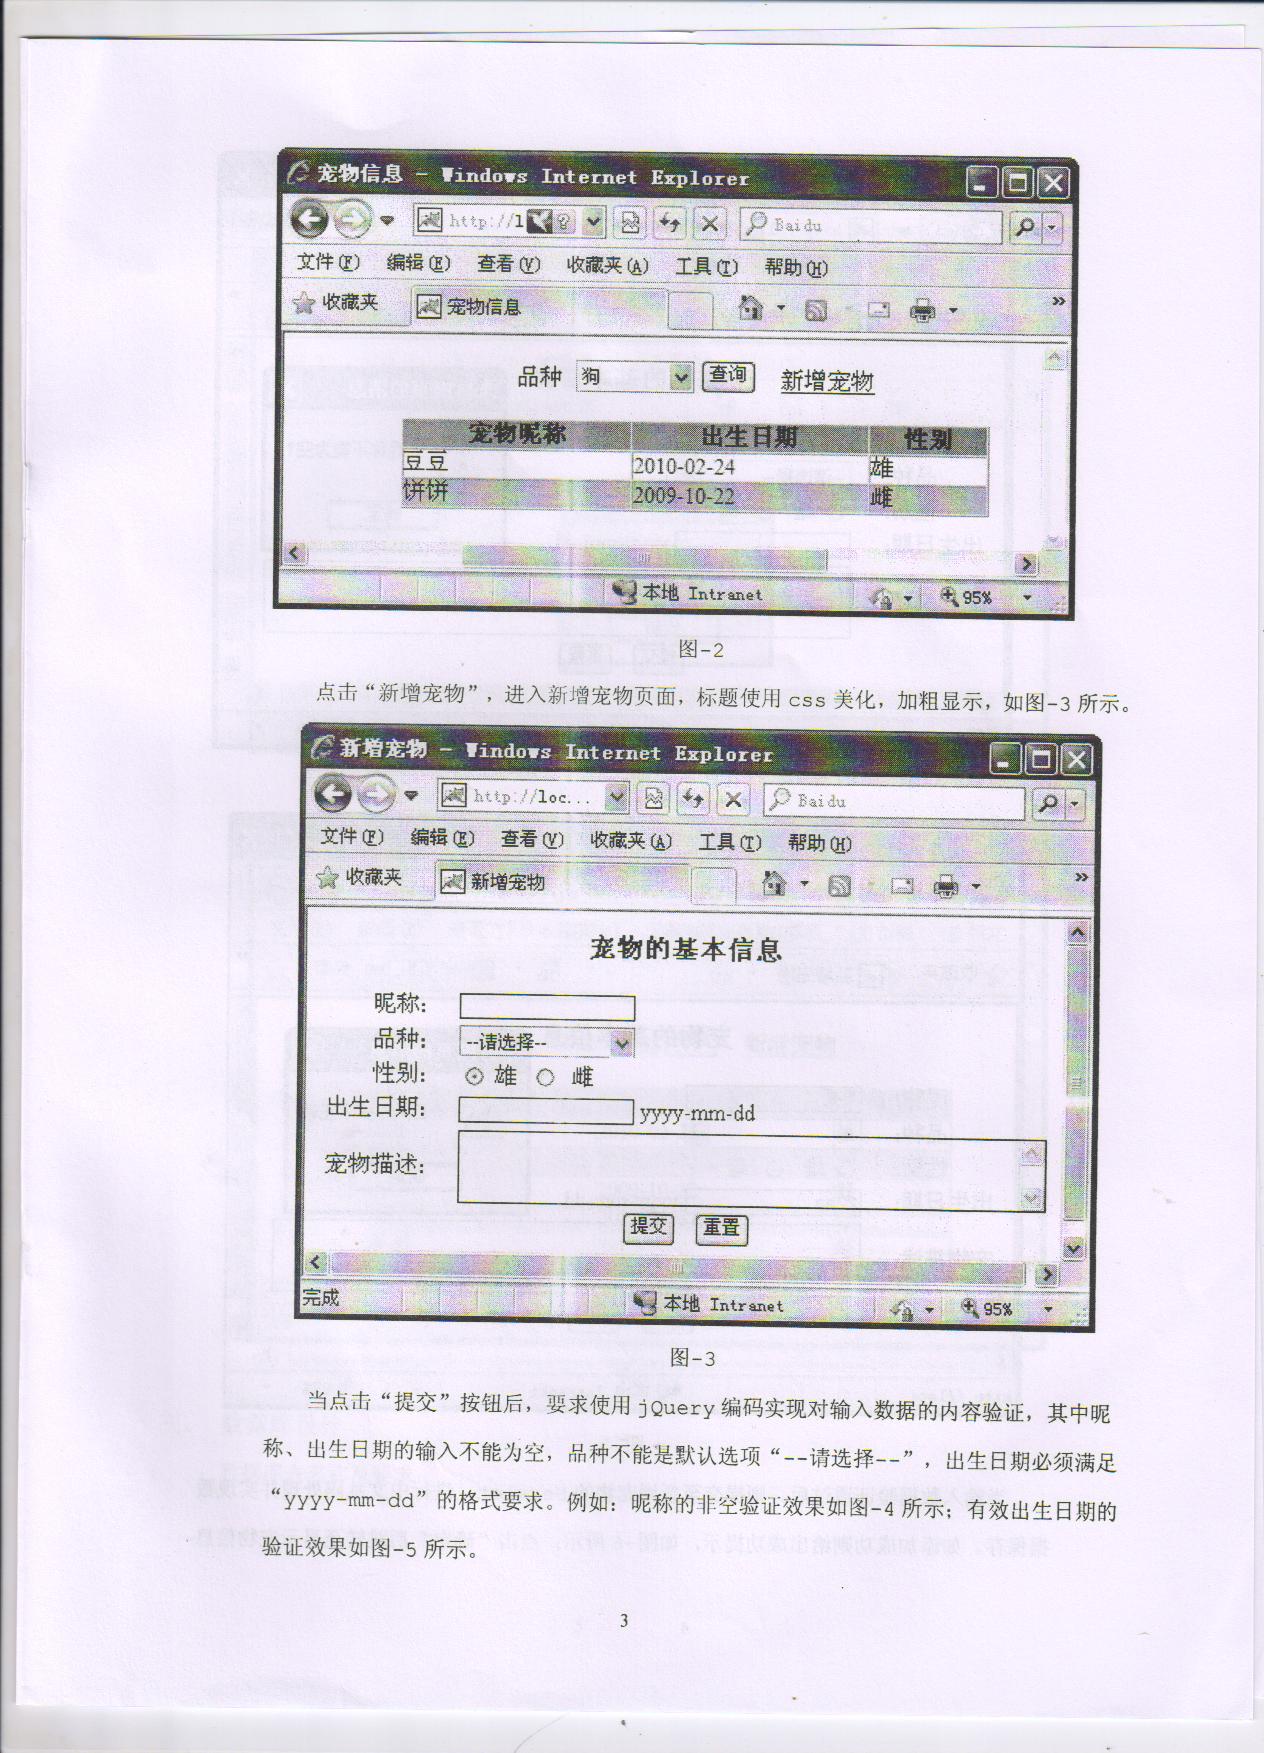 宠物信息 - Windows Internet Explorer
http://l
Baidu
文件(F) 编辑(E) 查看(V) 收藏夹(A) 工具(T) 帮助(H)
收藏夹 宠物信息
品种 狗 查询 新增宠物
宠物昵称 出生日期 性别
豆豆 2010-02-24 雄
饼饼 2009-10-22 雌
本地 Intranet 95%
图-2
点击“新增宠物”，进入新增宠物页面，标题使用 css 美化，加粗显示，如图-3 所示。
新增宠物 - Windows Internet Explorer
http://loc... Baidu
文件(F) 编辑(E) 查看(V) 收藏夹(A) 工具(T) 帮助(H)
收藏夹 新增宠物
宠物的基本信息
昵称：
品种： --请选择--
性别： 雄 雌
出生日期： yyyy-mm-dd
宠物描述：
提交 重置
完成 本地 Intranet 95%
图-3
当点击“提交”按钮后，要求使用 jQuery 编码实现对输入数据的内容验证，其中昵
称、出生日期的输入不能为空，品种不能是默认选项“--请选择--”，出生日期必须满足
“yyyy-mm-dd”的格式要求。例如：昵称的非空验证效果如图-4 所示；有效出生日期的
验证效果如图-5 所示。
3